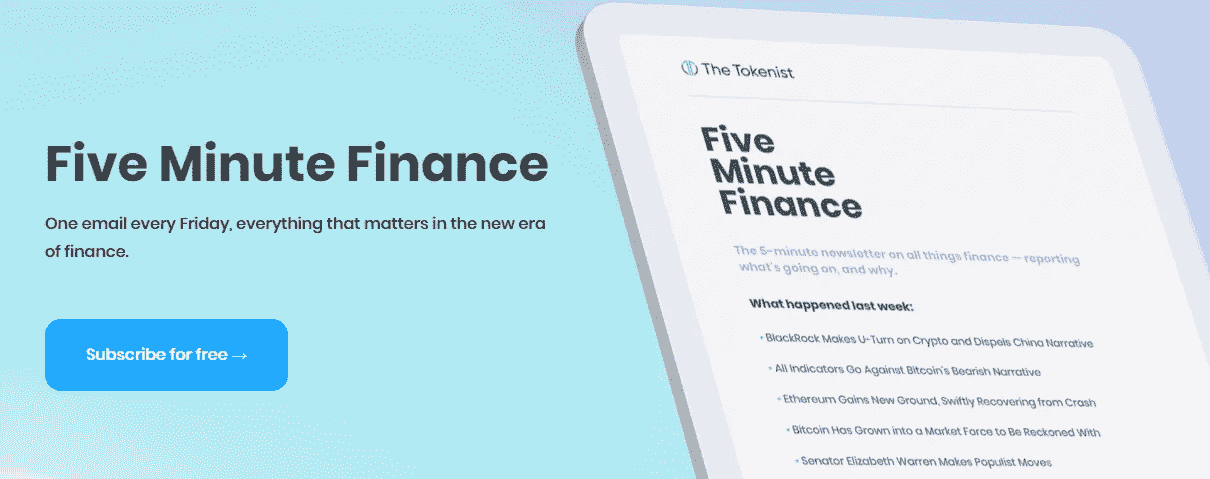 Five Minute Finance
One email every Friday, everything that matters in the new era
of finance.
Subscribe for free →
The Tokenist
Five
Minute
Finance
The 5-minute newsletter on all things finance — reporting
what's going on, and why.
What happened last week:
• BlackRock Makes U-Turn on Crypto and Dispels China Narrative
• All Indicators Go Against Bitcoin's Bearish Narrative
• Ethereum Gains New Ground, Swiftly Recovering from Crash
• Bitcoin Has Grown into a Market Force to Be Reckoned With
• Senator Elizabeth Warren Makes Populist Moves